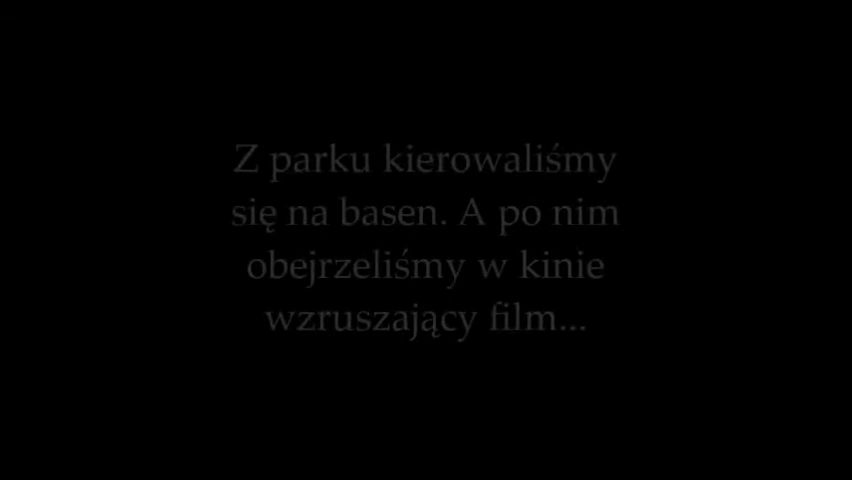 Z parku kierowaliśmy
się na basen. A po nim
obejrzeliśmy w kinie
wzruszający film...